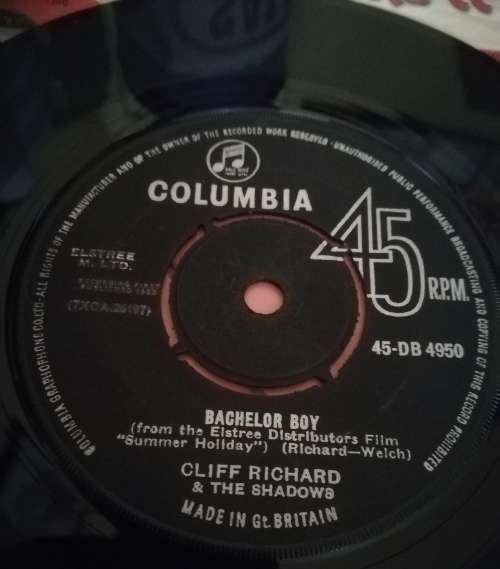 COLUMBIA GRAPHOPHONE CO. LTD.-ALL RIGHTS OF THE MANUFACTURER AND OF THE OWNER OF THE RECORDED WORK RESERVED · UNAUTHORISED PUBLIC PERFORMANCE BROADCASTING AND COPYING OF THIS RECORD PROHIBITED
COLUMBIA
45
R.P.M.
ELSTREE
M. LTD.
(7XCA.26197)
45-DB 4950
BACHELOR BOY
(from the Elstree Distributors Film
"Summer Holiday") (Richard—Welch)
CLIFF RICHARD
& THE SHADOWS
MADE IN Gt. BRITAIN